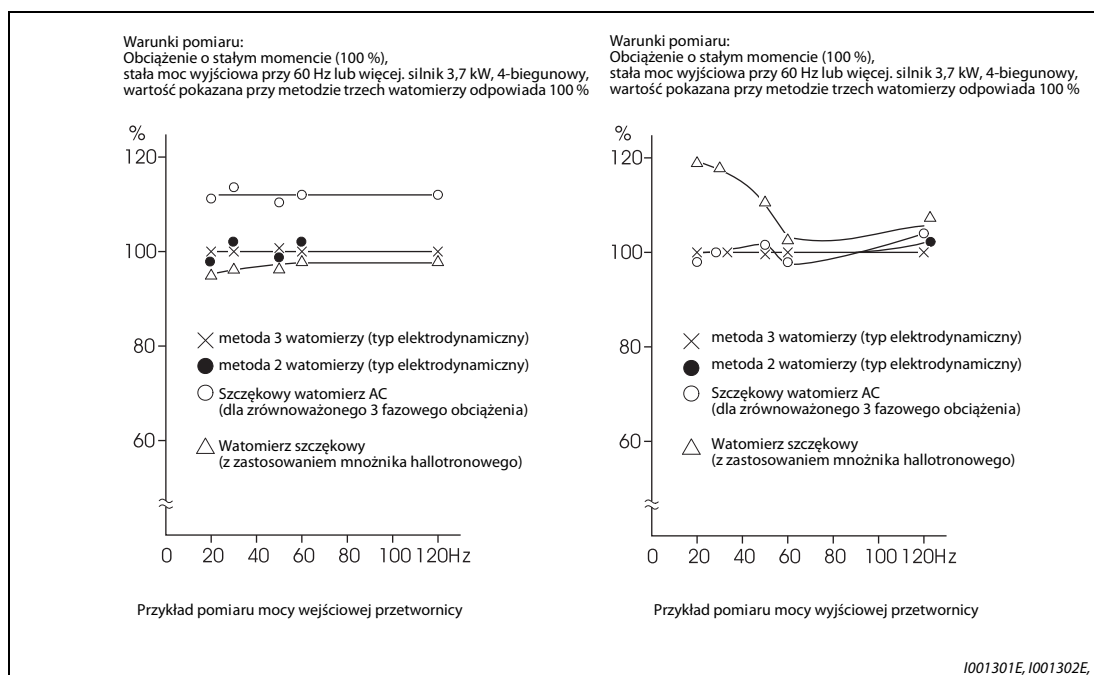 Warunki pomiaru:
Obciążenie o stałym momencie (100 %),
stała moc wyjściowa przy 60 Hz lub więcej. silnik 3,7 kW, 4-biegunowy,
wartość pokazana przy metodzie trzech watomierzy odpowiada 100 %
%
120
100
80
60
metoda 3 watomierzy (typ elektrodynamiczny)
metoda 2 watomierzy (typ elektrodynamiczny)
Szczękowy watomierz AC
(dla zrównoważonego 3 fazowego obciążenia)
Watomierz szczękowy
(z zastosowaniem mnożnika hallotronowego)
0 20 40 60 80 100 120Hz
Przykład pomiaru mocy wejściowej przetwornicy
Warunki pomiaru:
Obciążenie o stałym momencie (100 %),
stała moc wyjściowa przy 60 Hz lub więcej. silnik 3,7 kW, 4-biegunowy,
wartość pokazana przy metodzie trzech watomierzy odpowiada 100 %
%
120
100
80
60
metoda 3 watomierzy (typ elektrodynamiczny)
metoda 2 watomierzy (typ elektrodynamiczny)
Szczękowy watomierz AC
(dla zrównoważonego 3 fazowego obciążenia)
Watomierz szczękowy
(z zastosowaniem mnożnika hallotronowego)
0 20 40 60 80 100 120Hz
Przykład pomiaru mocy wyjściowej przetwornicy
I001301E, I001302E,